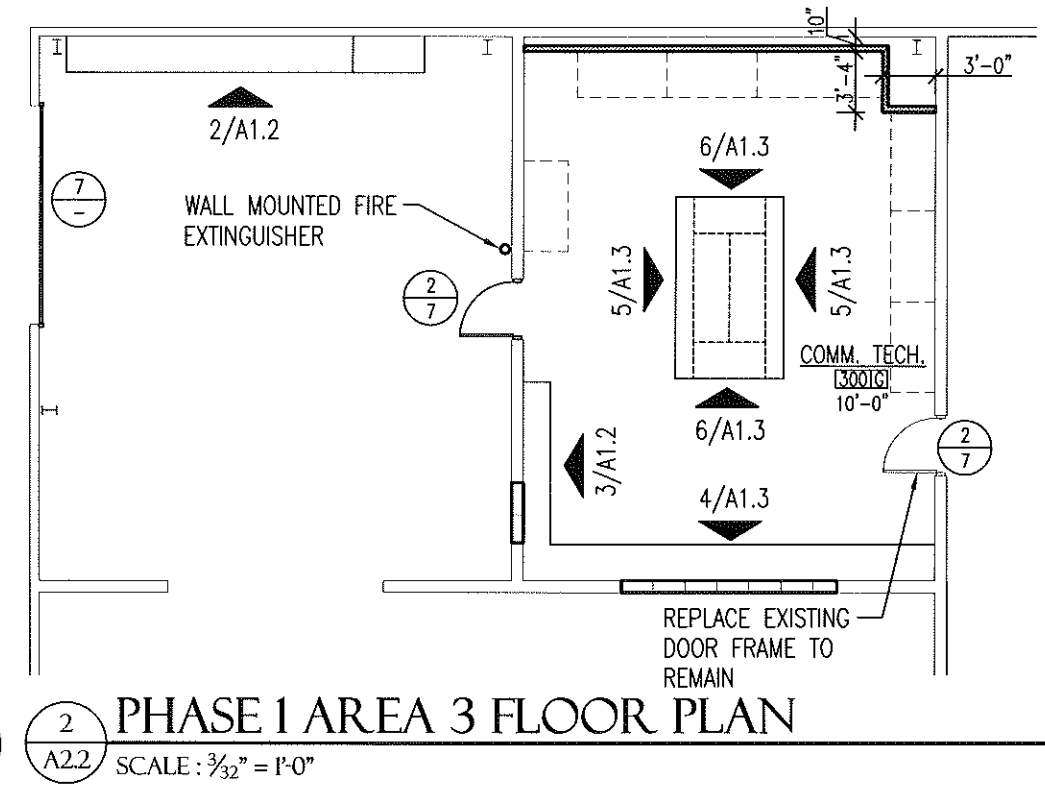 10"
3'-4"
3'-0"
2/A1.2
6/A1.3
7
–
WALL MOUNTED FIRE
EXTINGUISHER
2
7
5/A1.3
5/A1.3
COMM. TECH.
300 G
10'-0"
6/A1.3
2
7
3/A1.2
4/A1.3
REPLACE EXISTING
DOOR FRAME TO
REMAIN
2
A2.2
PHASE 1 AREA 3 FLOOR PLAN
SCALE : 3/32" = 1'-0"